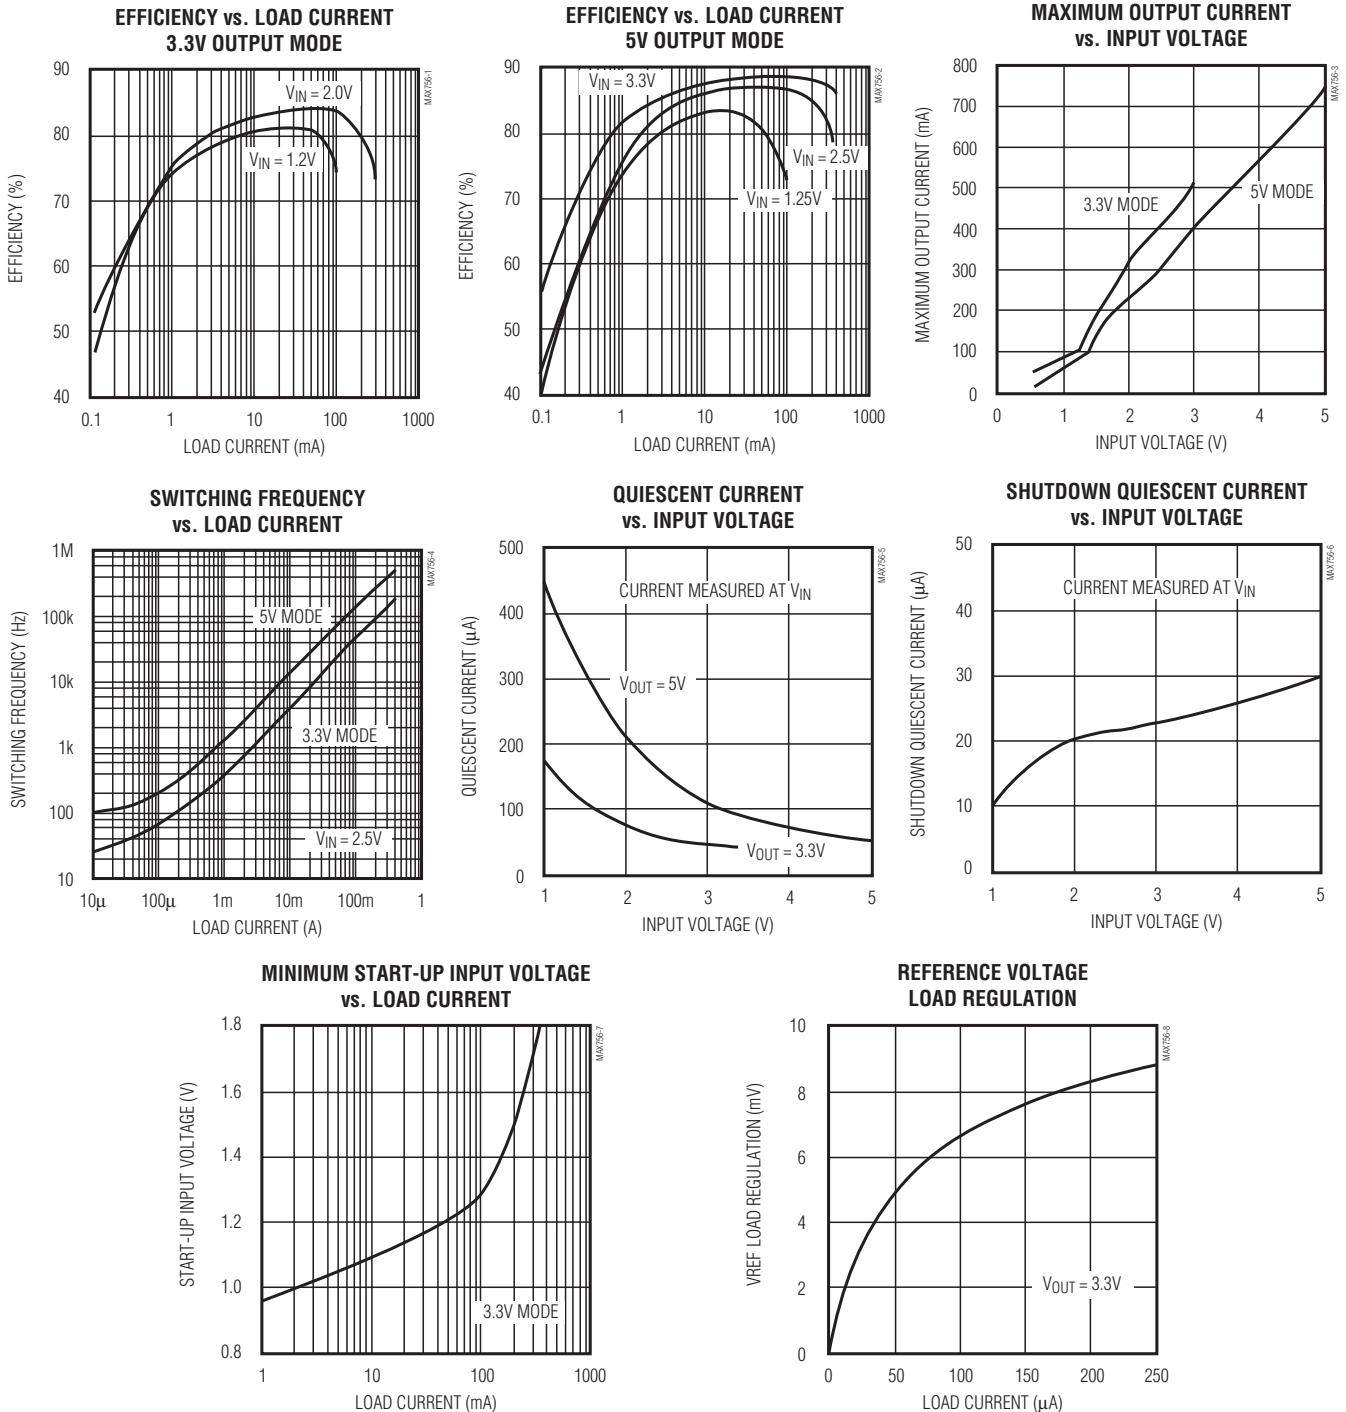 EFFICIENCY vs. LOAD CURRENT
3.3V OUTPUT MODE
EFFICIENCY (%)
90
80
70
60
50
40
VIN = 2.0V
VIN = 1.2V
0.1
1
10
100
1000
LOAD CURRENT (mA)
MAX756-1
EFFICIENCY vs. LOAD CURRENT
5V OUTPUT MODE
EFFICIENCY (%)
90
80
70
60
50
40
VIN = 3.3V
VIN = 2.5V
VIN = 1.25V
0.1
1
10
100
1000
LOAD CURRENT (mA)
MAX756-2
MAXIMUM OUTPUT CURRENT
vs. INPUT VOLTAGE
MAXIMUM OUTPUT CURRENT (mA)
800
700
600
500
400
300
200
100
0
3.3V MODE
5V MODE
0
1
2
3
4
5
INPUT VOLTAGE (V)
MAX756-3
SWITCHING FREQUENCY
vs. LOAD CURRENT
SWITCHING FREQUENCY (Hz)
1M
100k
10k
1k
100
10
5V MODE
3.3V MODE
VIN = 2.5V
10µ
100µ
1m
10m
100m
1
LOAD CURRENT (A)
MAX756-4
QUIESCENT CURRENT
vs. INPUT VOLTAGE
QUIESCENT CURRENT (µA)
500
400
300
200
100
0
CURRENT MEASURED AT VIN
VOUT = 5V
VOUT = 3.3V
1
2
3
4
5
INPUT VOLTAGE (V)
MAX756-5
SHUTDOWN QUIESCENT CURRENT
vs. INPUT VOLTAGE
SHUTDOWN QUIESCENT CURRENT (µA)
50
40
30
20
10
0
CURRENT MEASURED AT VIN
1
2
3
4
5
INPUT VOLTAGE (V)
MAX756-6
MINIMUM START-UP INPUT VOLTAGE
vs. LOAD CURRENT
START-UP INPUT VOLTAGE (V)
1.8
1.6
1.4
1.2
1.0
0.8
3.3V MODE
1
10
100
1000
LOAD CURRENT (mA)
MAX756-7
REFERENCE VOLTAGE
LOAD REGULATION
VREF LOAD REGULATION (mV)
10
8
6
4
2
0
VOUT = 3.3V
0
50
100
150
200
250
LOAD CURRENT (µA)
MAX756-8